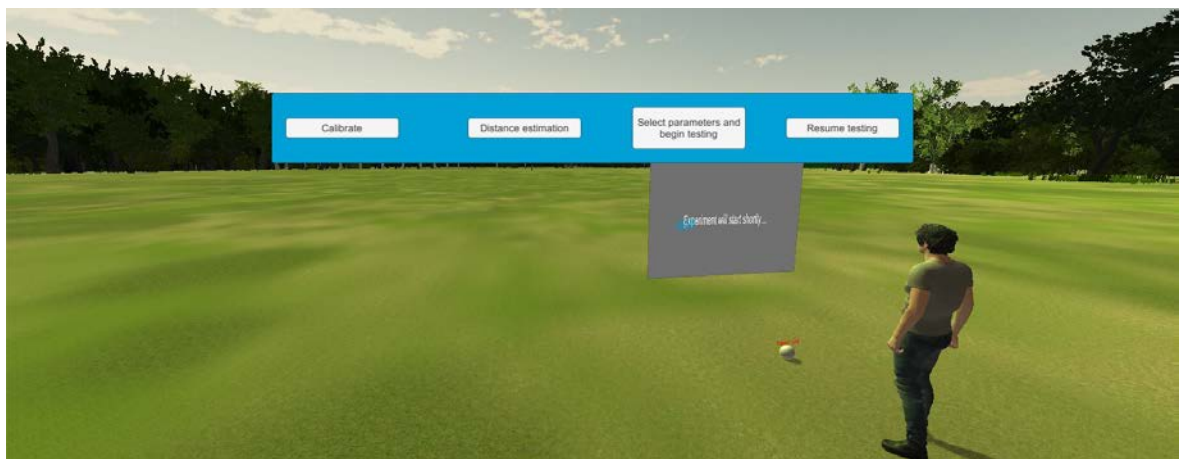 Calibrate
Distance estimation
Select parameters and
begin testing
Resume testing
Experiment will start shortly...